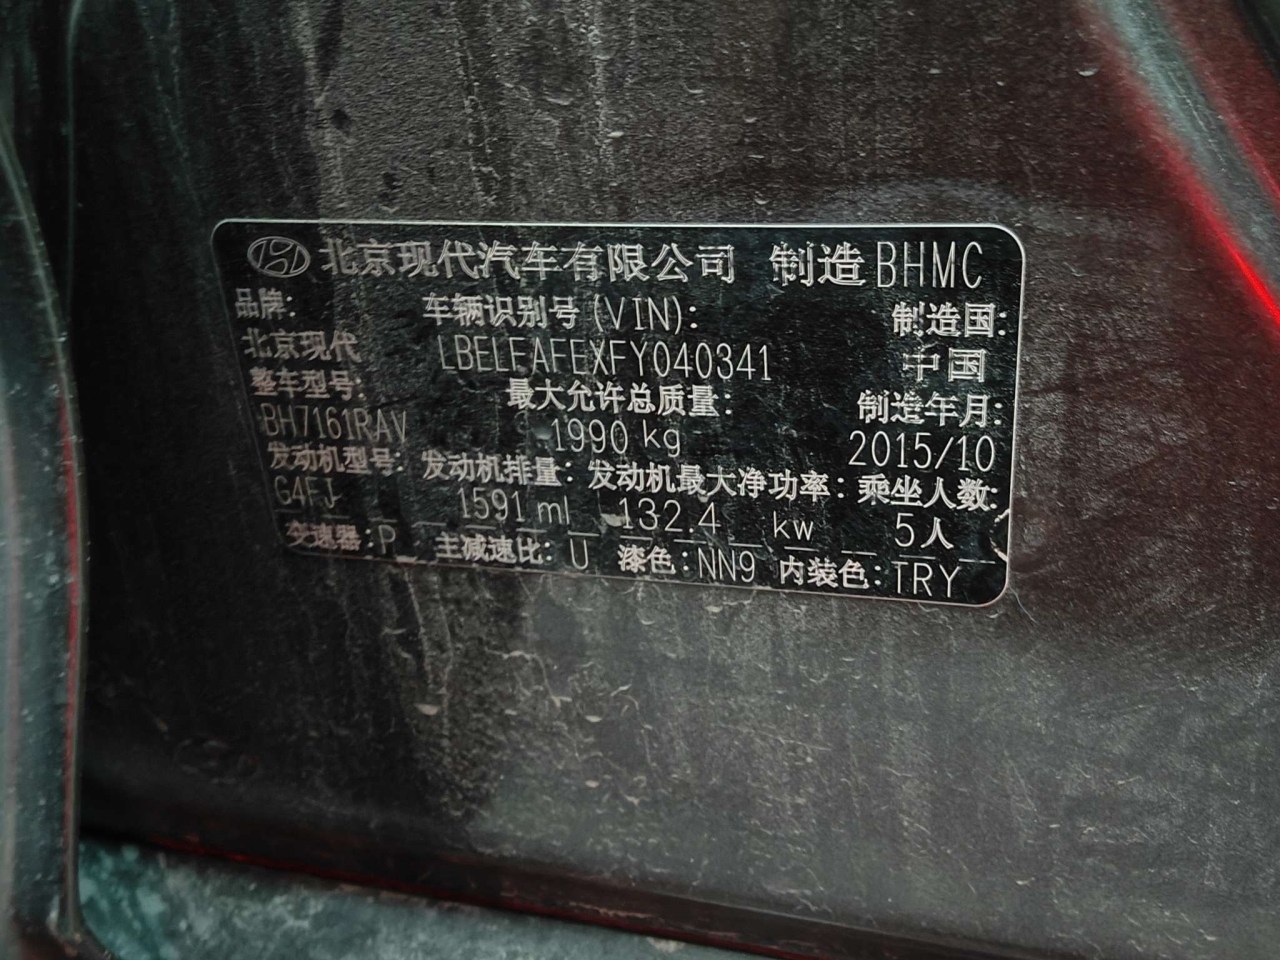 北京现代汽车有限公司 制造 BHMC
品牌: 车辆识别号 (VIN): 制造国:
北京现代 LBELFAFEXFY040341 中国
整车型号: 最大允许总质量: 制造年月:
BH7161RAV 1990 kg 2015/10
发动机型号: 发动机排量: 发动机最大净功率: 乘坐人数:
G4FJ 1591 ml 132.4 kw 5人
变速器: P 主减速比: U 漆色: NN9 内装色: TRY